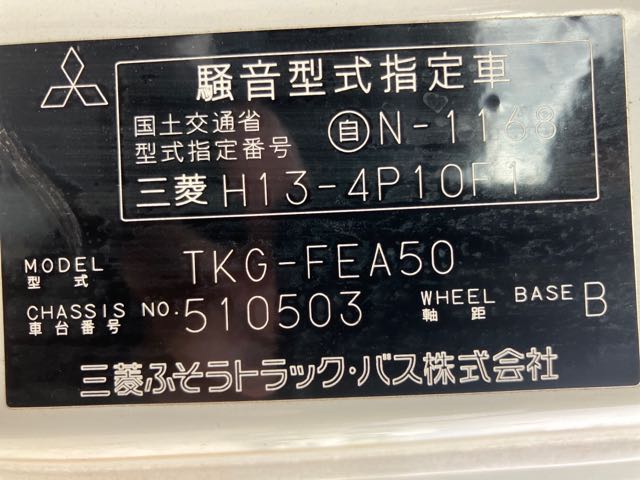 騒音型式指定車
国土交通省
型式指定番号 自N-1168
三菱 H13-4P10F1
MODEL
型式 TKG-FEA50
CHASSIS NO. 510503
車台番号
WHEEL BASE B
軸距
三菱ふそうトラック・バス株式会社